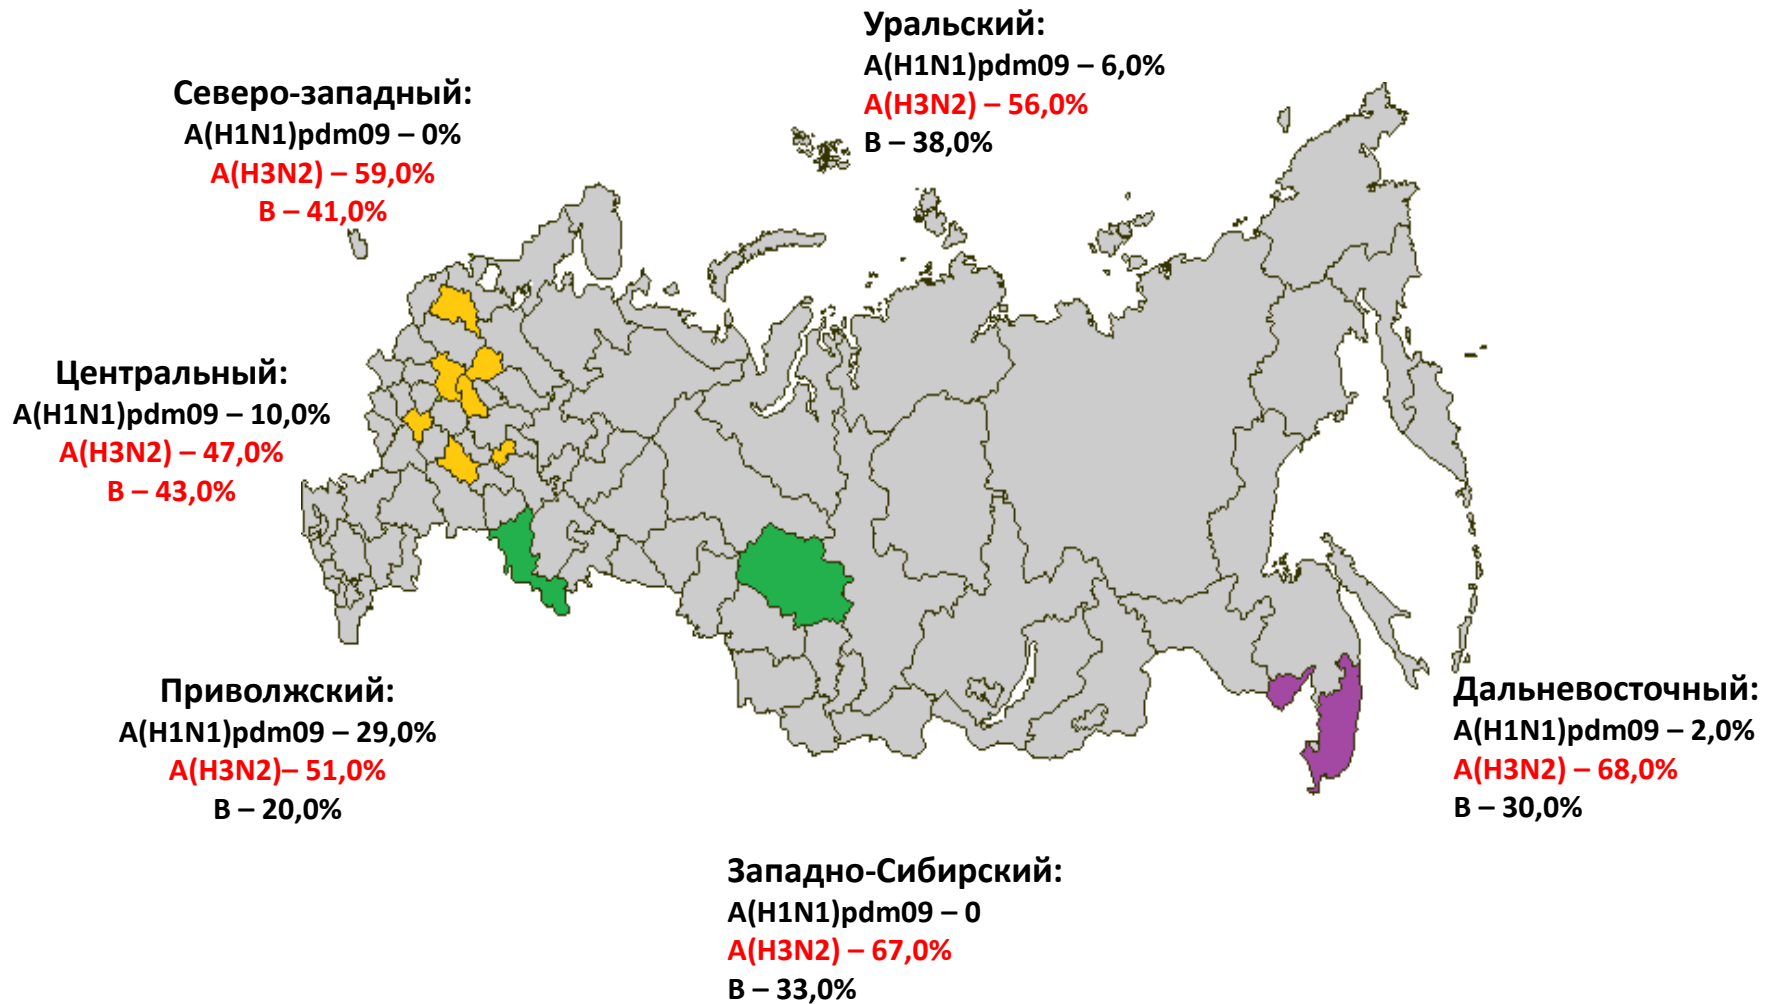 Уральский:
A(H1N1)pdm09 – 6,0%
A(H3N2) – 56,0%
B – 38,0%
Северо-западный:
A(H1N1)pdm09 – 0%
A(H3N2) – 59,0%
B – 41,0%
Центральный:
A(H1N1)pdm09 – 10,0%
A(H3N2) – 47,0%
B – 43,0%
Приволжский:
A(H1N1)pdm09 – 29,0%
A(H3N2)– 51,0%
B – 20,0%
Дальневосточный:
A(H1N1)pdm09 – 2,0%
A(H3N2) – 68,0%
B – 30,0%
Западно-Сибирский:
A(H1N1)pdm09 – 0
A(H3N2) – 67,0%
B – 33,0%